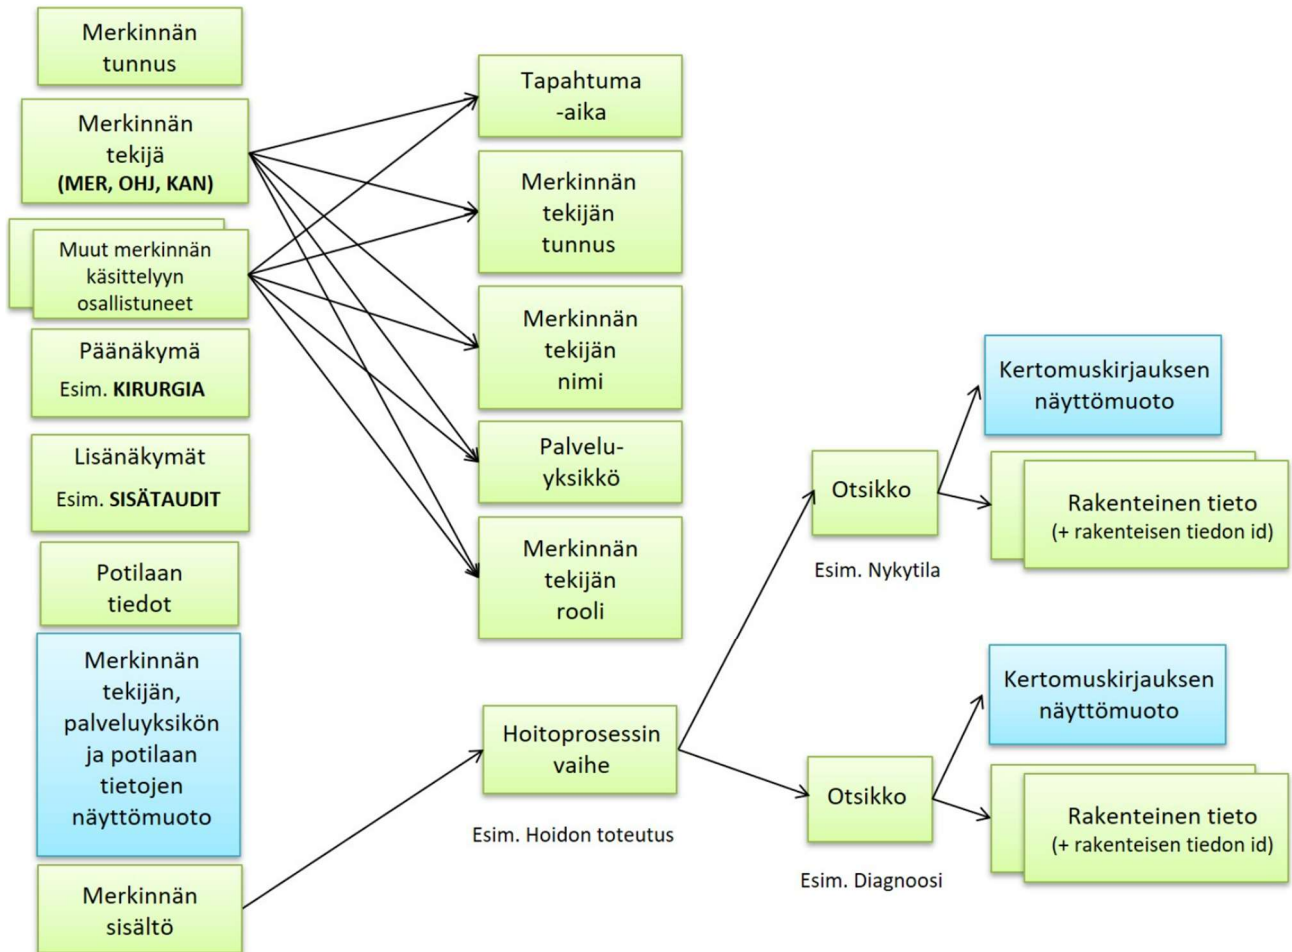 Merkinnän
tunnus
Merkinnän
tekijä
(MER, OHJ, KAN)
Muut merkinnän
käsittelyyn
osallistuneet
Päänäkymä
Esim. KIRURGIA
Lisänäkymät
Esim. SISÄTAUDIT
Potilaan
tiedot
Merkinnän
tekijän,
palveluyksikön
ja potilaan
tietojen
näyttömuoto
Merkinnän
sisältö
Tapahtuma
-aika
Merkinnän
tekijän
tunnus
Merkinnän
tekijän
nimi
Palvelu-
yksikkö
Merkinnän
tekijän
rooli
Hoitoprosessin
vaihe
Esim. Hoidon toteutus
Otsikko
Esim. Nykytila
Kertomuskirjauksen
näyttömuoto
Rakenteinen tieto
(+ rakenteisen tiedon id)
Otsikko
Esim. Diagnoosi
Kertomuskirjauksen
näyttömuoto
Rakenteinen tieto
(+ rakenteisen tiedon id)